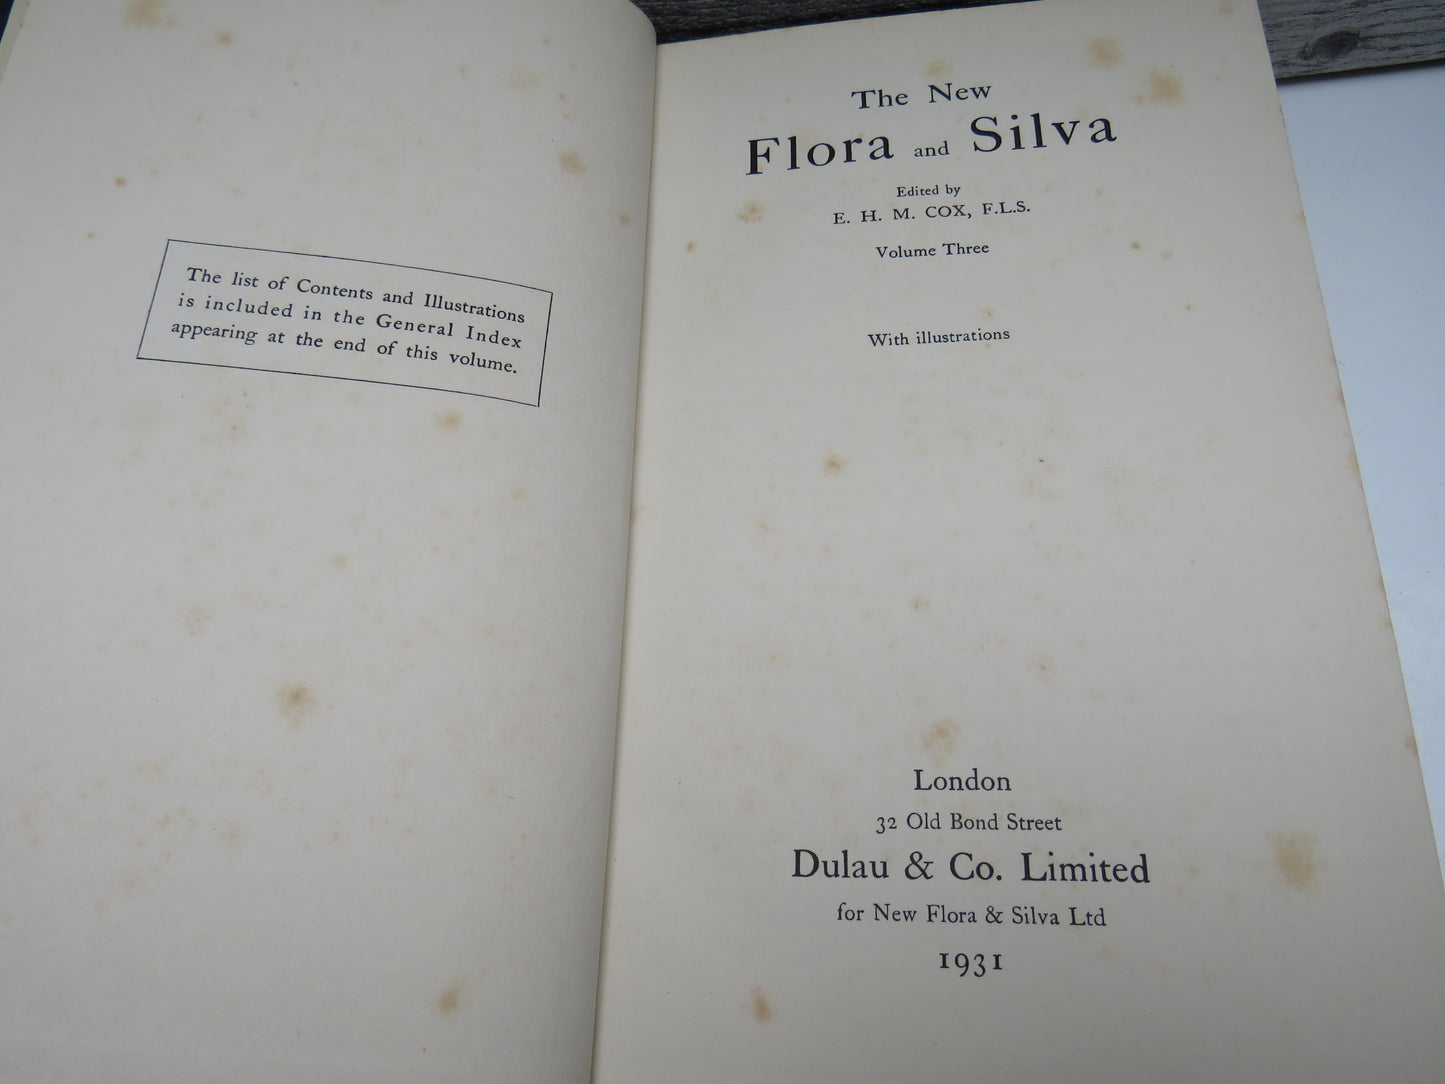 The list of Contents and Illustrations
is included in the General Index
appearing at the end of this volume.
The New
Flora and Silva
Edited by
E. H. M. COX, F.L.S.
Volume Three
With illustrations
London
32 Old Bond Street
Dulau & Co. Limited
for New Flora & Silva Ltd
1931